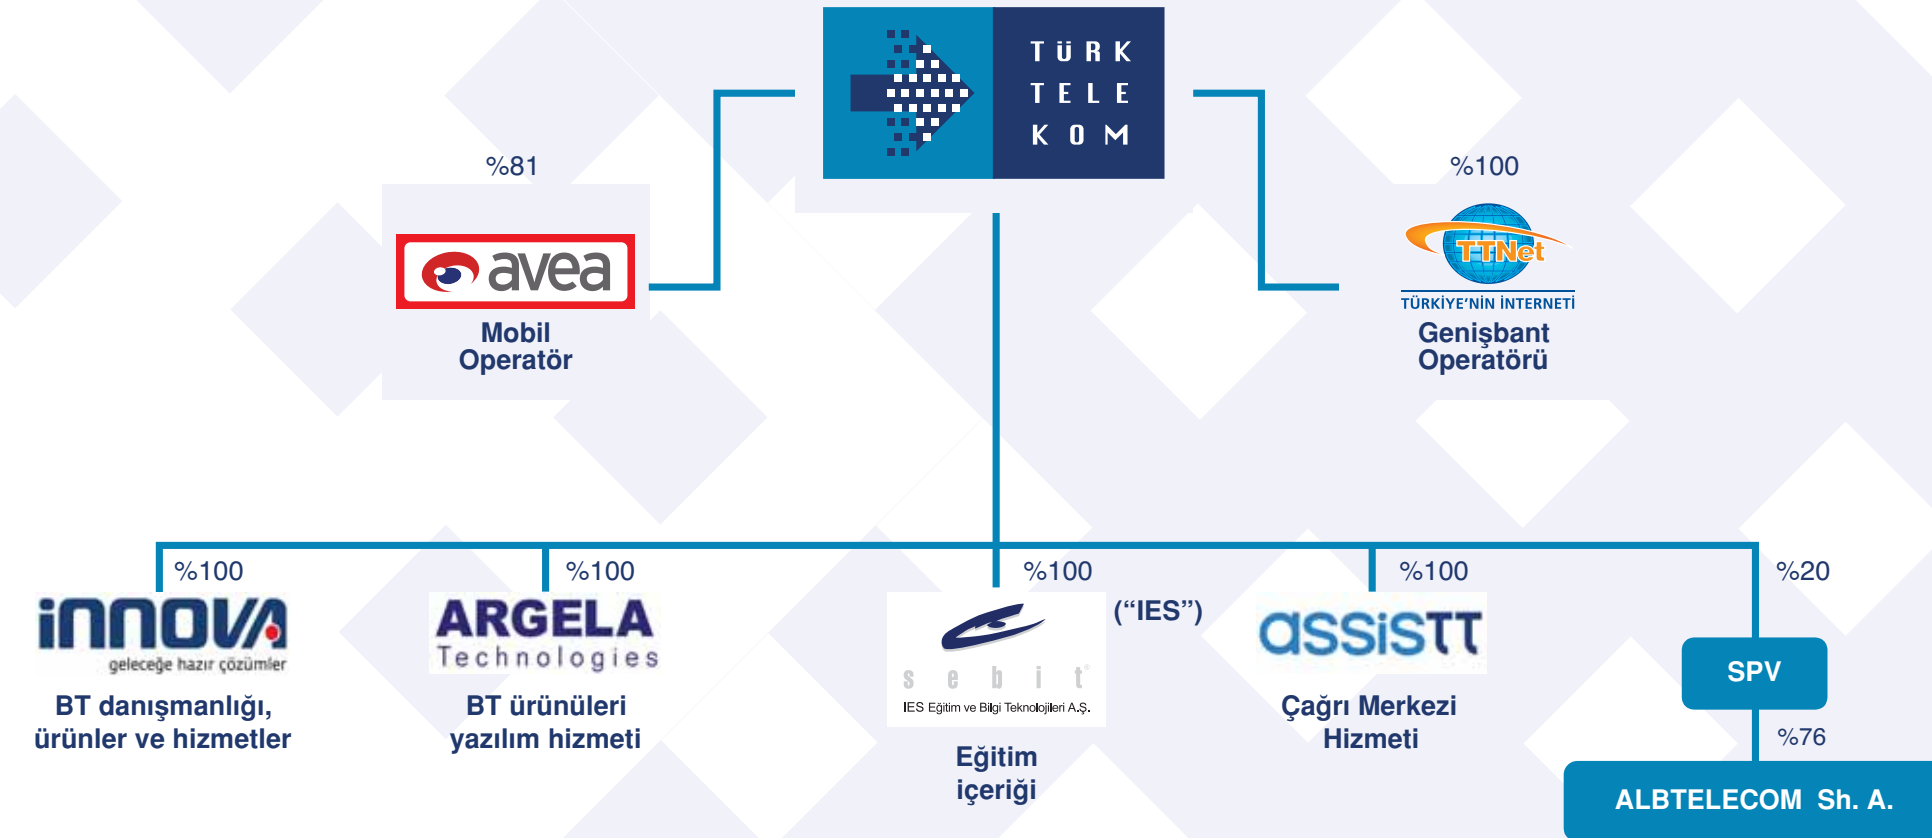 TÜRK
TELE
KOM
%81
%100
avea
TTNet
TÜRKİYE'NİN İNTERNETİ
Mobil
Operatör
Genişbant
Operatörü
%100
%100
%100
%100
%20
innova
geleceğe hazır çözümler
ARGELA
Technologies
("IES")
sebit
IES Eğitim ve Bilgi Teknolojileri A.Ş.
assisTT
SPV
BT danışmanlığı,
ürünler ve hizmetler
BT ürünüleri
yazılım hizmeti
Eğitim
içeriği
Çağrı Merkezi
Hizmeti
%76
ALBTELECOM Sh. A.